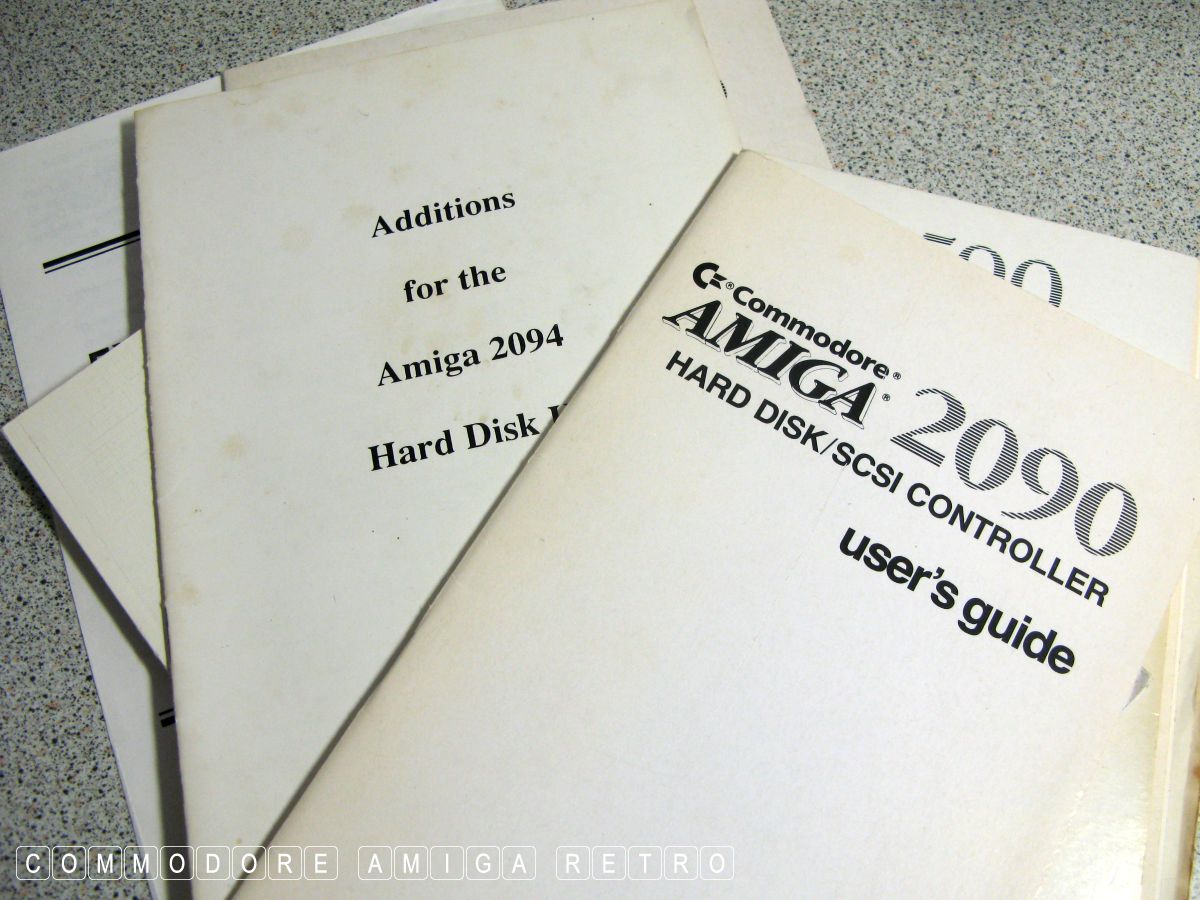 Additions
for the
Amiga 2094
Hard Disk
Commodore®
AMIGA® 2090
HARD DISK/SCSI CONTROLLER
user's guide
COMMODORE AMIGA RETRO